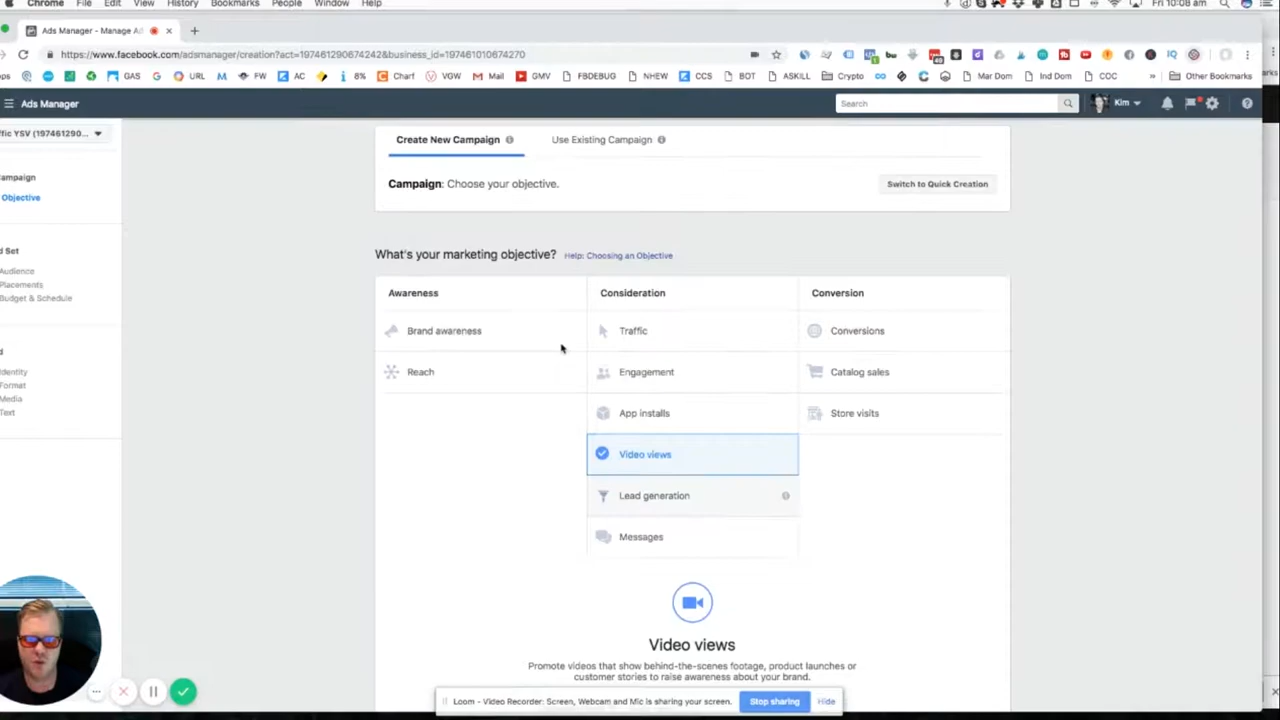 Chrome File Edit View History Bookmarks People Window Help Fri 10:08 am
Ads Manager - Manage Ad
https://www.facebook.com/adsmanager/creation?act=197461290674242&business_id=197461010674270
GAS URL FW AC 8% Charf VGW Mail GMV FBDEBUG NHEW CCS BOT ASKILL Crypto Mar Dom Ind Dom COC » Other Bookmarks
Ads Manager Search Kim
ffic YSV (197461290...
Create New Campaign Use Existing Campaign
ampaign
Campaign: Choose your objective. Switch to Quick Creation
Objective
What's your marketing objective? Help: Choosing an Objective
d Set
Audience
Placements
Budget & Schedule
Awareness Consideration Conversion
Brand awareness Traffic Conversions
d
Identity
Reach Engagement Catalog sales
Format
Media
Text
App installs Store visits
Video views
Lead generation
Messages
Video views
Promote videos that show behind-the-scenes footage, product launches or
customer stories to raise awareness about your brand.
Loom - Video Recorder: Screen, Webcam and Mic is sharing your screen. Stop sharing Hide